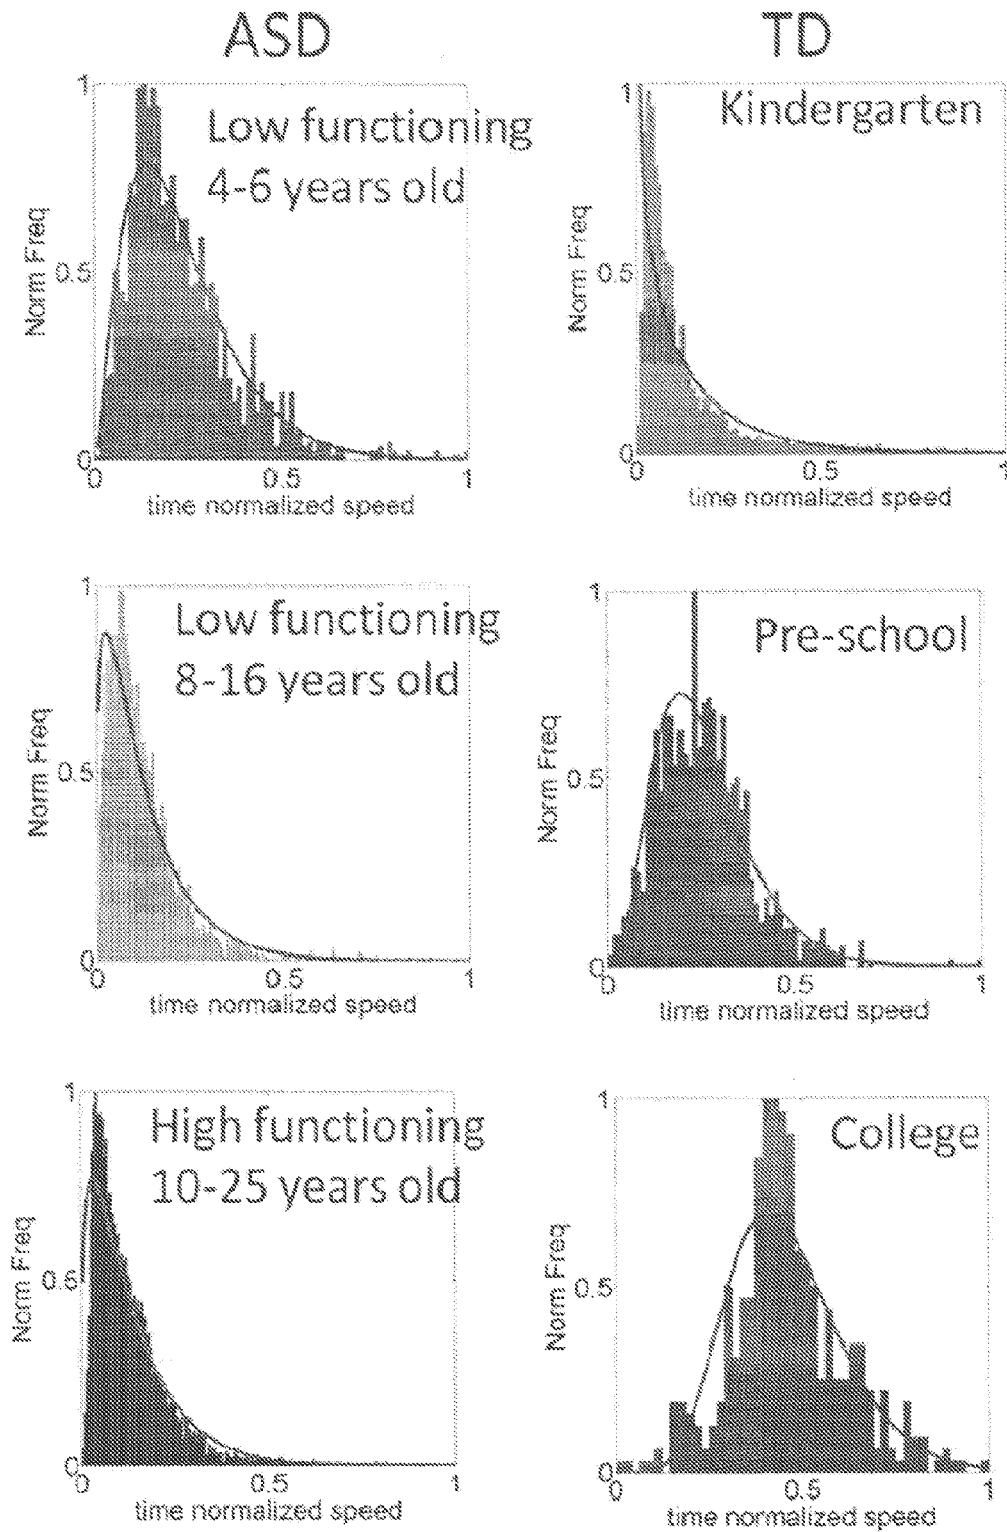 ASD
TD
1
Low functioning
4-6 years old
Norm Freq
0.5
0
0
0.5
1
time normalized speed
1
Kindergarten
Norm Freq
0.5
0
0
0.5
1
time normalized speed
1
Low functioning
8-16 years old
Norm Freq
0.5
0
0
0.5
1
time normalized speed
1
Pre-school
Norm Freq
0.5
0
0
0.5
1
time normalized speed
1
High functioning
10-25 years old
Norm Freq
0.5
0
0
0.5
1
time normalized speed
1
College
Norm Freq
0.5
0
0
0.5
1
time normalized speed